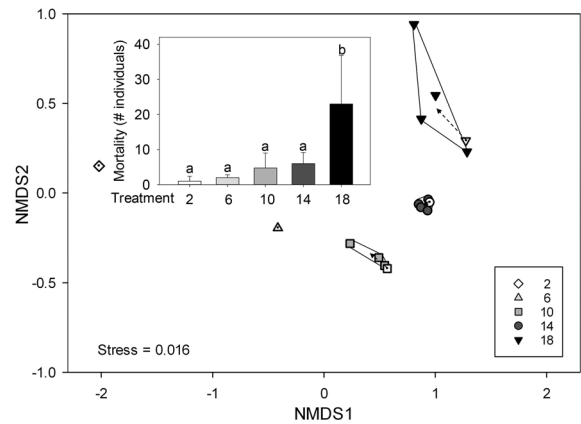 1.0
0.5
0.0
-0.5
-1.0
NMDS2
40
30
20
10
0
Mortality (# individuals)
a
a
a
a
b
Treatment 2 6 10 14 18
2
6
10
14
18
Stress = 0.016
-2 -1 0 1 2
NMDS1